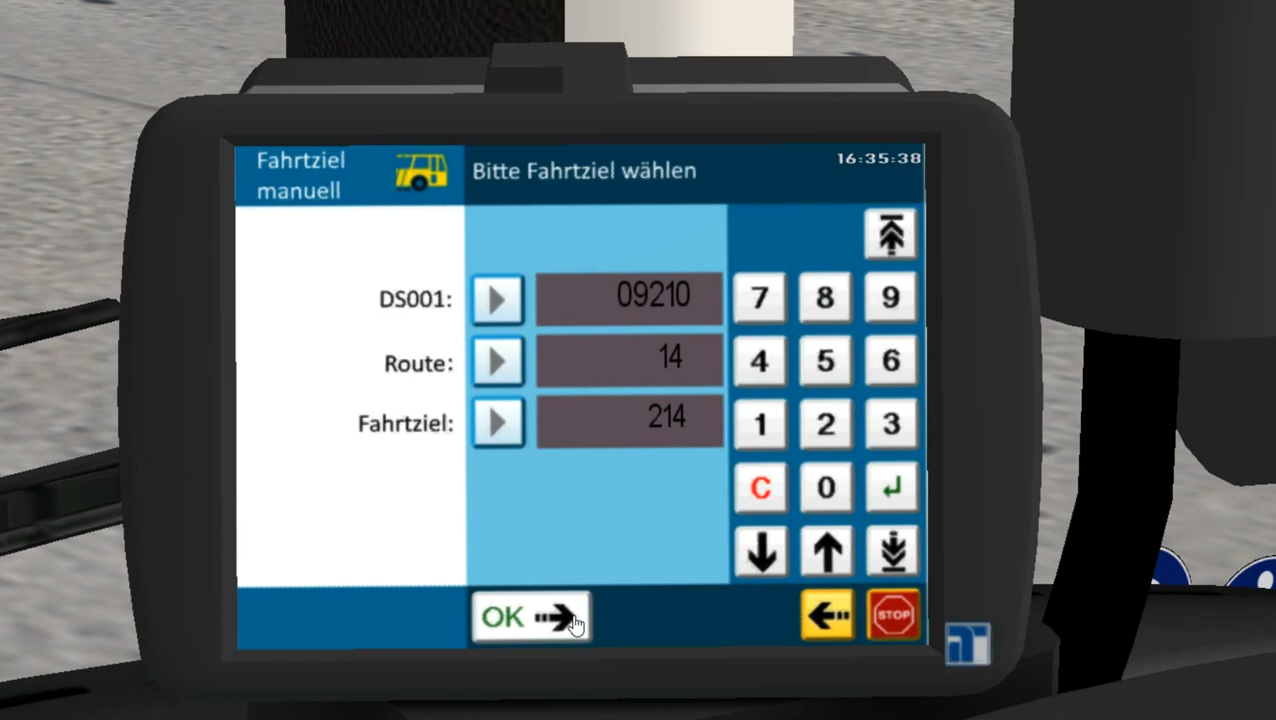 Fahrtziel
manuell
Bitte Fahrtziel wählen
16:35:38
DS001:
09210
7
8
9
Route:
14
4
5
6
Fahrtziel:
214
1
2
3
C
0
OK
STOP